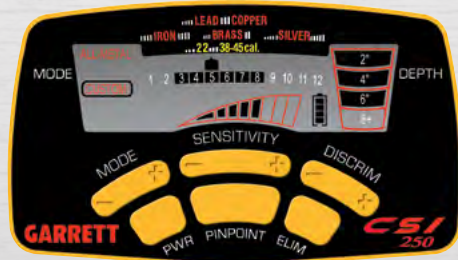 LEAD COPPER
IRON BRASS SILVER
.22 .38-.45cal.
MODE
ALL METAL
CUSTOM
1 2 3 4 5 6 7 8 9 10 11 12
2"
4"
6"
8+
DEPTH
SENSITIVITY
MODE
DISCRIM
GARRETT
PWR PINPOINT ELIM
CSI
250